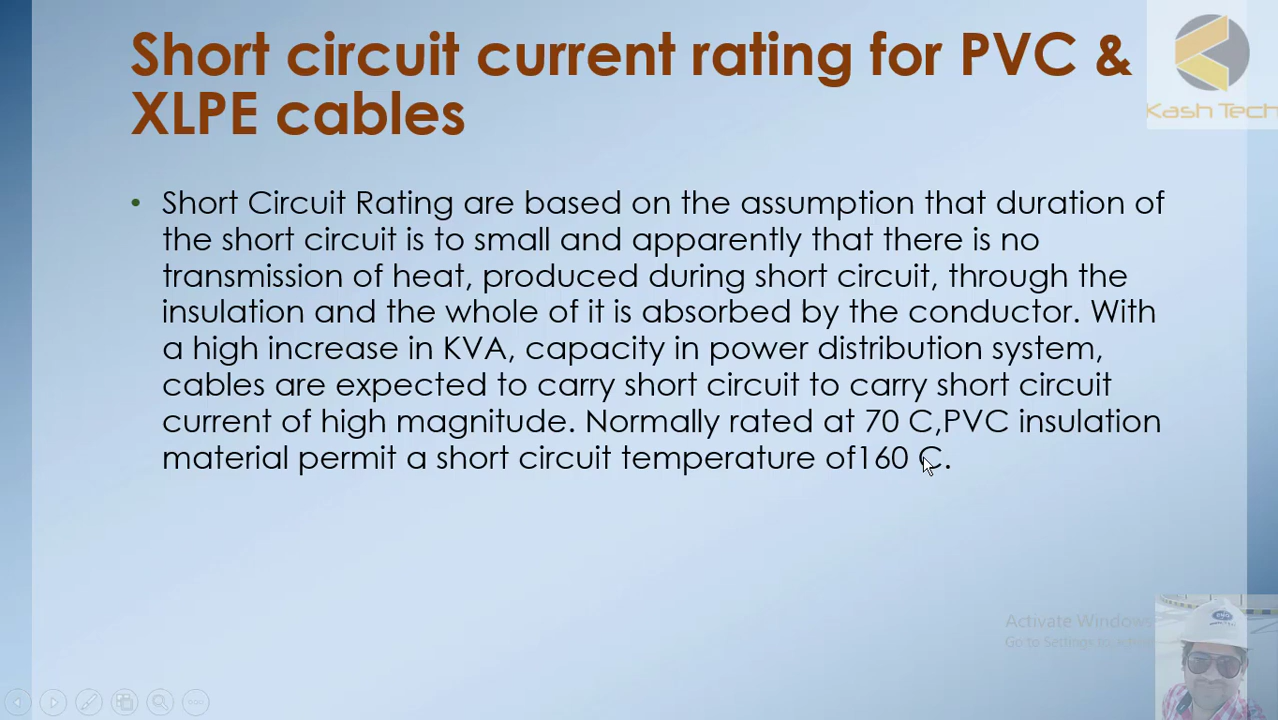 Short circuit current rating for PVC &
XLPE cables
Kash Tech
• Short Circuit Rating are based on the assumption that duration of
the short circuit is to small and apparently that there is no
transmission of heat, produced during short circuit, through the
insulation and the whole of it is absorbed by the conductor. With
a high increase in KVA, capacity in power distribution system,
cables are expected to carry short circuit to carry short circuit
current of high magnitude. Normally rated at 70 C,PVC insulation
material permit a short circuit temperature of160 C.
Activate Windows
Go to Settings to